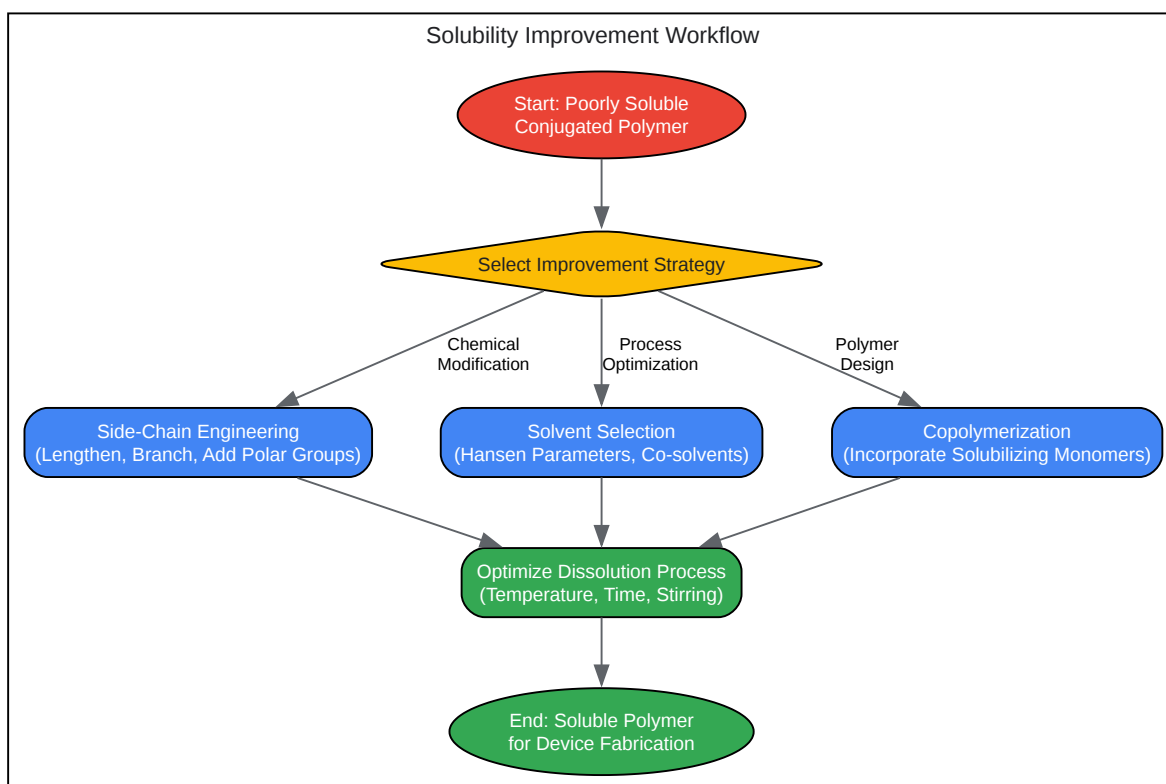 Solubility Improvement Workflow
Start: Poorly Soluble
Conjugated Polymer
Select Improvement Strategy
Chemical
Modification
Process
Optimization
Polymer
Design
Side-Chain Engineering
(Lengthen, Branch, Add Polar Groups)
Solvent Selection
(Hansen Parameters, Co-solvents)
Copolymerization
(Incorporate Solubilizing Monomers)
Optimize Dissolution Process
(Temperature, Time, Stirring)
End: Soluble Polymer
for Device Fabrication